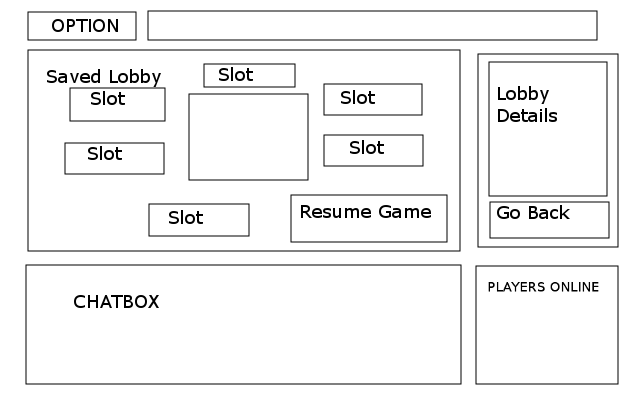 OPTION
Saved Lobby
Slot
Slot
Slot
Slot
Slot
Slot
Resume Game
Lobby
Details
Go Back
CHATBOX
PLAYERS ONLINE